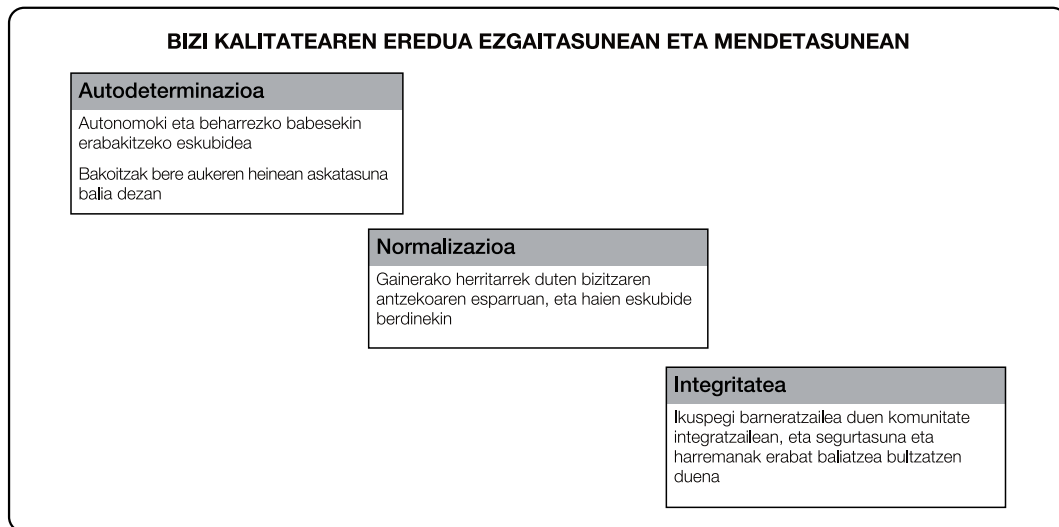 BIZI KALITATEAREN EREDUA EZGAITASUNEAN ETA MENDETASUNEAN
Autodeterminazioa
Autonomoki eta beharrezko babesekin
erabakitzeko eskubidea
Bakoitzak bere aukeren heinean askatasuna
balia dezan
Normalizazioa
Gainerako herritarrek duten bizitzaren
antzekoaren esparruan, eta haien eskubide
berdinekin
Integritatea
Ikuspegi barneratzailea duen komunitate
integratzailean, eta segurtasuna eta
harremanak erabat baliatzea bultzatzen
duena